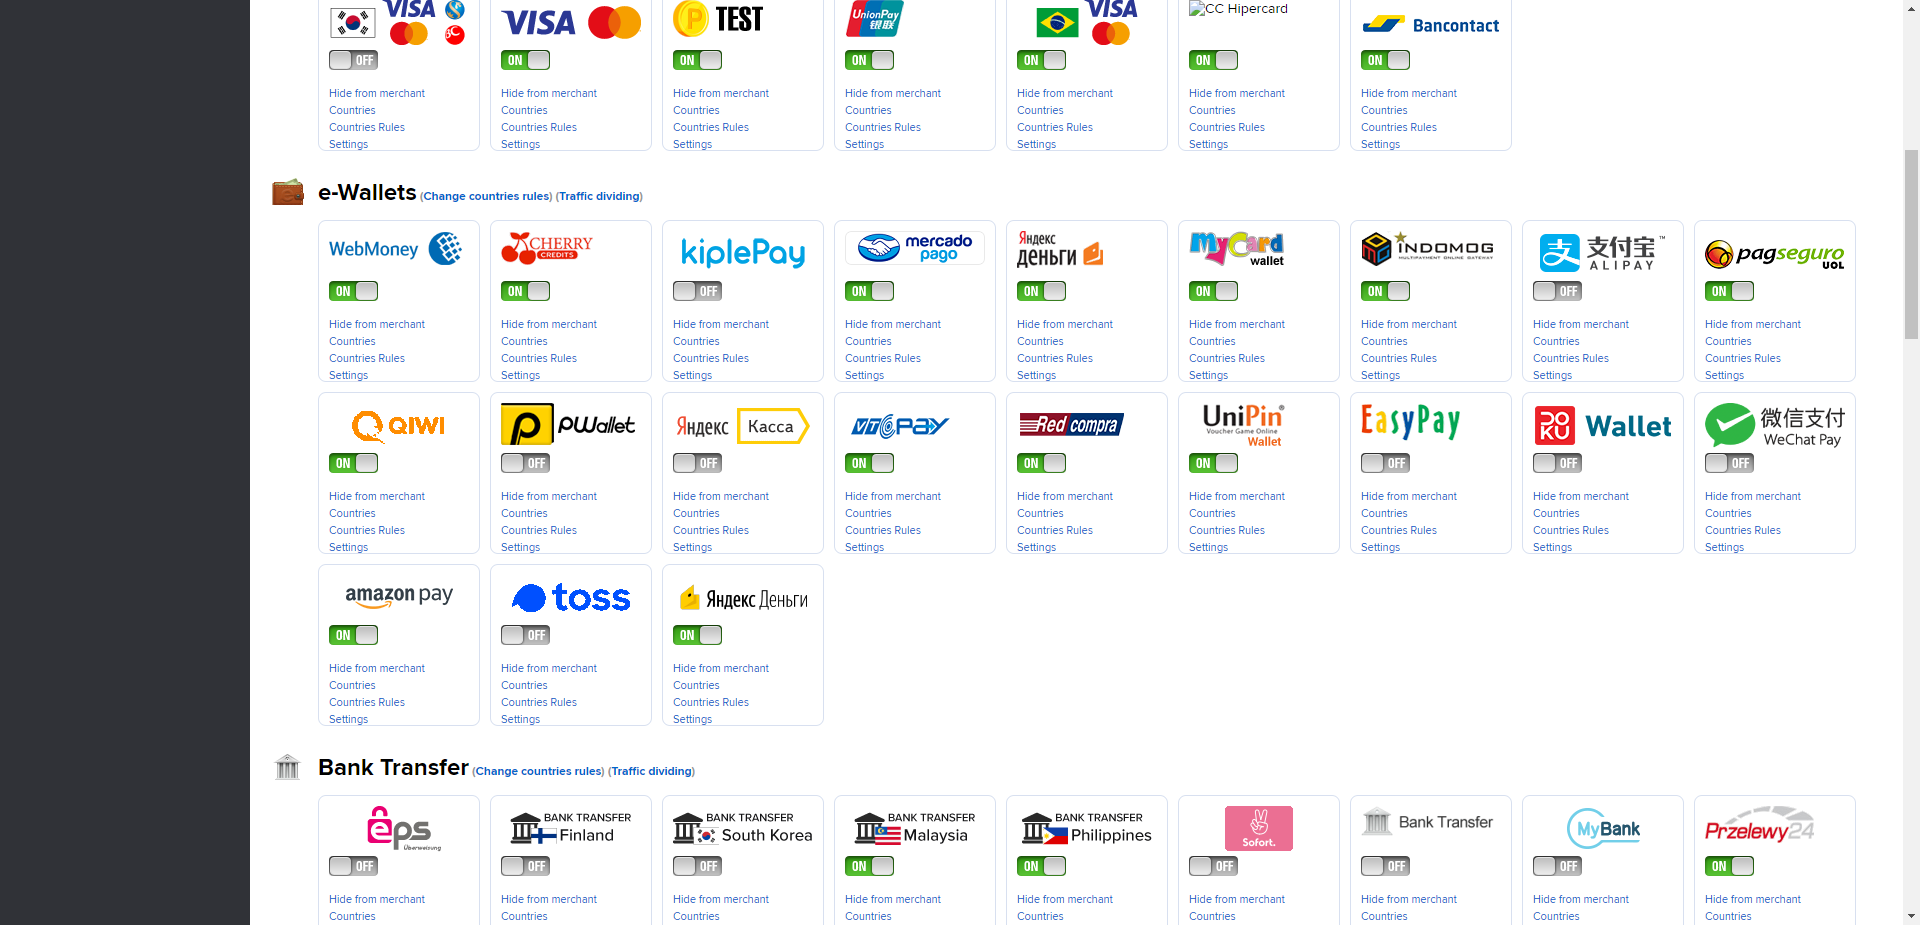 VISA VISA TEST UnionPay 银联 VISA CC Hipercard Bancontact
OFF ON ON ON ON ON ON
Hide from merchant Hide from merchant Hide from merchant Hide from merchant Hide from merchant Hide from merchant Hide from merchant
Countries Countries Countries Countries Countries Countries Countries
Countries Rules Countries Rules Countries Rules Countries Rules Countries Rules Countries Rules Countries Rules
Settings Settings Settings Settings Settings Settings Settings
e-Wallets (Change countries rules) (Traffic dividing)
WebMoney CHERRY CREDITS kiplePay mercado pago Яндекс деньги MyCard wallet INDOMOG MULTIPAYMENT ONLINE GATEWAY 支付宝™ ALIPAY pagseguro UOL
ON ON OFF ON ON ON ON OFF ON
Hide from merchant Hide from merchant Hide from merchant Hide from merchant Hide from merchant Hide from merchant Hide from merchant Hide from merchant Hide from merchant
Countries Countries Countries Countries Countries Countries Countries Countries Countries
Countries Rules Countries Rules Countries Rules Countries Rules Countries Rules Countries Rules Countries Rules Countries Rules Countries Rules
Settings Settings Settings Settings Settings Settings Settings Settings Settings
QIWI PWallet Яндекс Касса VTC PAY Red compra UniPin® Voucher Game Online Wallet EasyPay DOKU Wallet 微信支付 WeChat Pay
ON OFF OFF ON ON ON OFF OFF OFF
Hide from merchant Hide from merchant Hide from merchant Hide from merchant Hide from merchant Hide from merchant Hide from merchant Hide from merchant Hide from merchant
Countries Countries Countries Countries Countries Countries Countries Countries Countries
Countries Rules Countries Rules Countries Rules Countries Rules Countries Rules Countries Rules Countries Rules Countries Rules Countries Rules
Settings Settings Settings Settings Settings Settings Settings Settings Settings
amazon pay toss Яндекс Деньги
ON OFF ON
Hide from merchant Hide from merchant Hide from merchant
Countries Countries Countries
Countries Rules Countries Rules Countries Rules
Settings Settings Settings
Bank Transfer (Change countries rules) (Traffic dividing)
eps Überweisung BANK TRANSFER Finland BANK TRANSFER South Korea BANK TRANSFER Malaysia BANK TRANSFER Philippines Sofort. Bank Transfer MyBank Przelewy24
OFF OFF OFF ON ON OFF OFF OFF ON
Hide from merchant Hide from merchant Hide from merchant Hide from merchant Hide from merchant Hide from merchant Hide from merchant Hide from merchant Hide from merchant
Countries Countries Countries Countries Countries Countries Countries Countries Countries